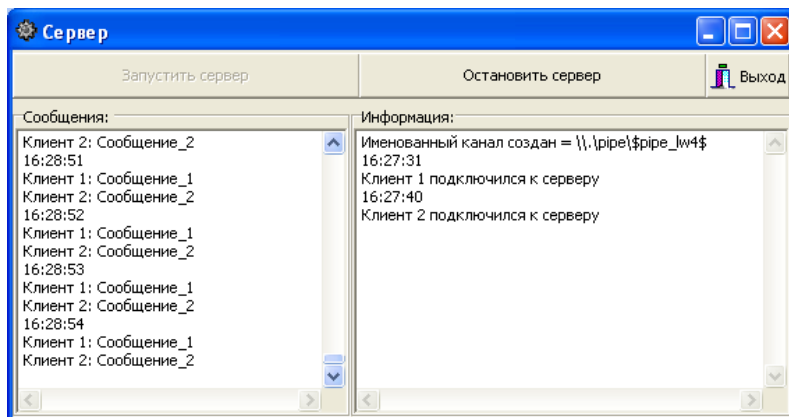 Сервер
Запустить сервер
Остановить сервер
Выход
Сообщения:
Клиент 2: Сообщение_2
16:28:51
Клиент 1: Сообщение_1
Клиент 2: Сообщение_2
16:28:52
Клиент 1: Сообщение_1
Клиент 2: Сообщение_2
16:28:53
Клиент 1: Сообщение_1
Клиент 2: Сообщение_2
16:28:54
Клиент 1: Сообщение_1
Клиент 2: Сообщение_2
Информация:
Именованный канал создан = \\.\pipe\$pipe_lw4$
16:27:31
Клиент 1 подключился к серверу
16:27:40
Клиент 2 подключился к серверу